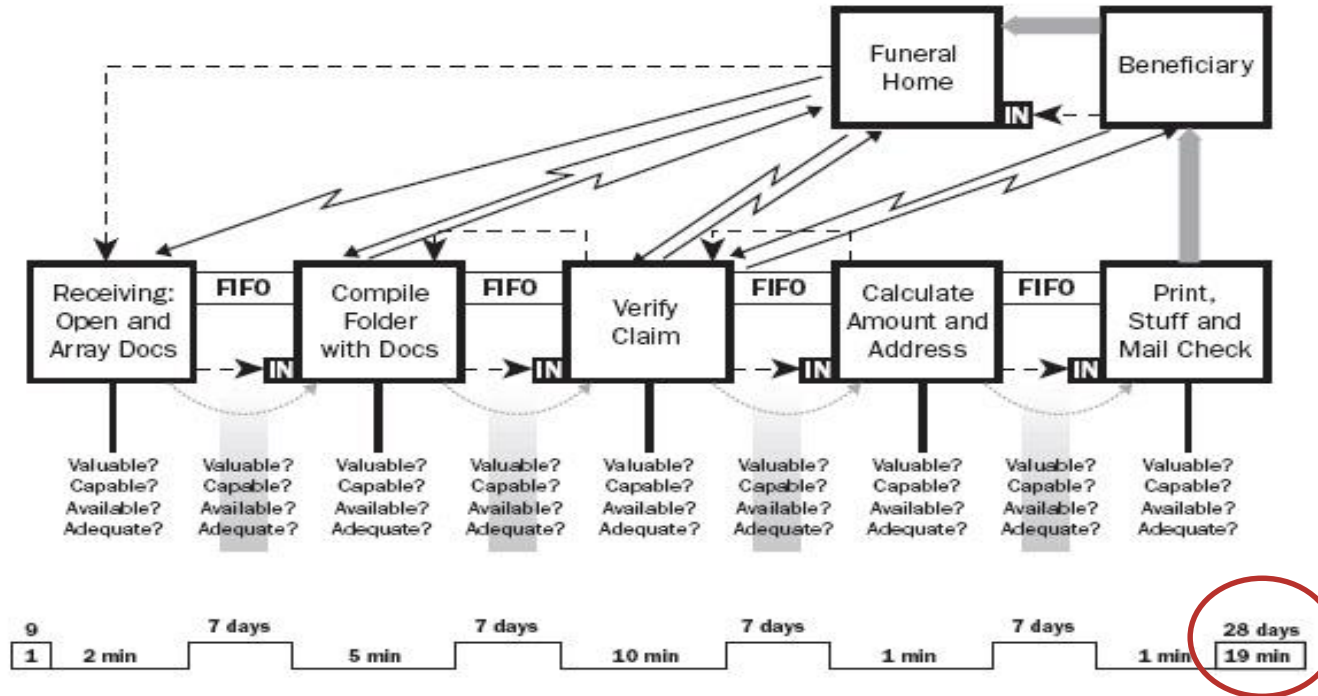 Funeral
Home
Beneficiary
IN
Receiving:
Open and
Array Docs
FIFO
Compile
Folder
with Docs
FIFO
Verify
Claim
FIFO
Calculate
Amount and
Address
FIFO
Print,
Stuff and
Mail Check
IN
IN
IN
IN
Valuable?
Capable?
Available?
Adequate?
Valuable?
Capable?
Available?
Adequate?
Valuable?
Capable?
Available?
Adequate?
Valuable?
Capable?
Available?
Adequate?
Valuable?
Capable?
Available?
Adequate?
Valuable?
Capable?
Available?
Adequate?
Valuable?
Capable?
Available?
Adequate?
Valuable?
Capable?
Available?
Adequate?
Valuable?
Capable?
Available?
Adequate?
9
1
2 min
7 days
5 min
7 days
10 min
7 days
1 min
7 days
1 min
28 days
19 min